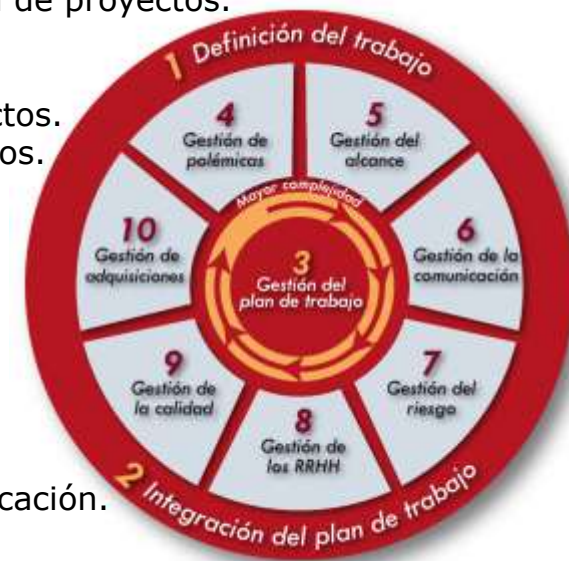 de proyectos.
ctos.
os.
cación.
1 Definición del trabajo
4
Gestión de
polémicas
5
Gestión del
alcance
10
Gestión de
adquisiciones
Mayor complejidad
3
Gestión del
plan de trabajo
6
Gestión de la
comunicación
9
Gestión de
la calidad
8
Gestión de
los RRHH
7
Gestión del
riesgo
2 Integración del plan de trabajo